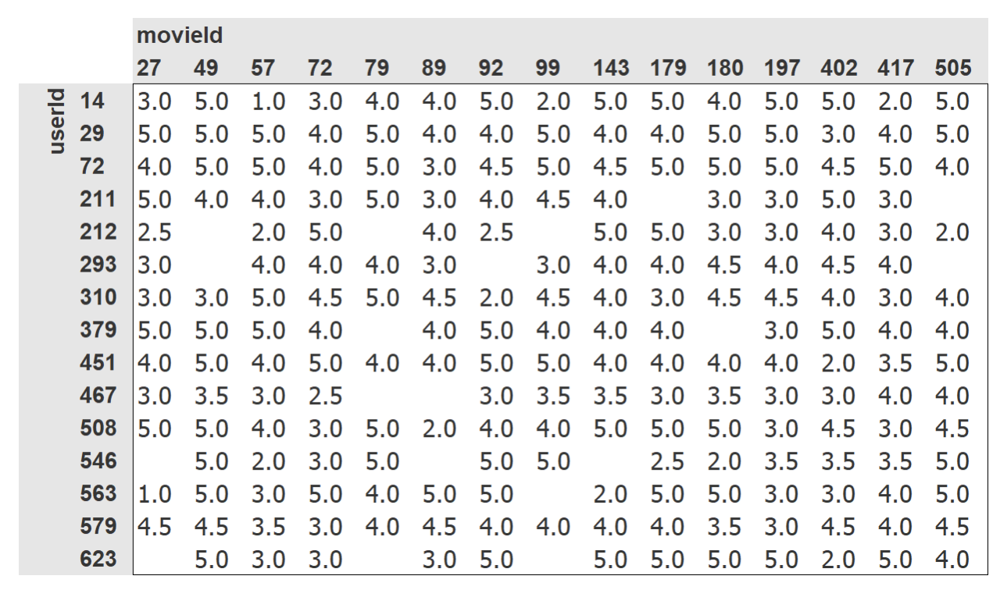 movieId
27 49 57 72 79 89 92 99 143 179 180 197 402 417 505
userId
14 3.0 5.0 1.0 3.0 4.0 4.0 5.0 2.0 5.0 5.0 4.0 5.0 5.0 2.0 5.0
29 5.0 5.0 5.0 4.0 5.0 4.0 4.0 5.0 4.0 4.0 5.0 5.0 3.0 4.0 5.0
72 4.0 5.0 5.0 4.0 5.0 3.0 4.5 5.0 4.5 5.0 5.0 5.0 4.5 5.0 4.0
211 5.0 4.0 4.0 3.0 5.0 3.0 4.0 4.5 4.0 3.0 3.0 5.0 3.0
212 2.5 2.0 5.0 4.0 2.5 5.0 5.0 3.0 3.0 4.0 3.0 2.0
293 3.0 4.0 4.0 4.0 3.0 3.0 4.0 4.0 4.5 4.0 4.5 4.0
310 3.0 3.0 5.0 4.5 5.0 4.5 2.0 4.5 4.0 3.0 4.5 4.5 4.0 3.0 4.0
379 5.0 5.0 5.0 4.0 4.0 5.0 4.0 4.0 4.0 3.0 5.0 4.0 4.0
451 4.0 5.0 4.0 5.0 4.0 4.0 5.0 5.0 4.0 4.0 4.0 4.0 2.0 3.5 5.0
467 3.0 3.5 3.0 2.5 3.0 3.5 3.5 3.0 3.5 3.0 3.0 4.0 4.0
508 5.0 5.0 4.0 3.0 5.0 2.0 4.0 4.0 5.0 5.0 5.0 3.0 4.5 3.0 4.5
546 5.0 2.0 3.0 5.0 5.0 5.0 2.5 2.0 3.5 3.5 3.5 5.0
563 1.0 5.0 3.0 5.0 4.0 5.0 5.0 2.0 5.0 5.0 3.0 3.0 4.0 5.0
579 4.5 4.5 3.5 3.0 4.0 4.5 4.0 4.0 4.0 4.0 3.5 3.0 4.5 4.0 4.5
623 5.0 3.0 3.0 3.0 5.0 5.0 5.0 5.0 5.0 2.0 5.0 4.0